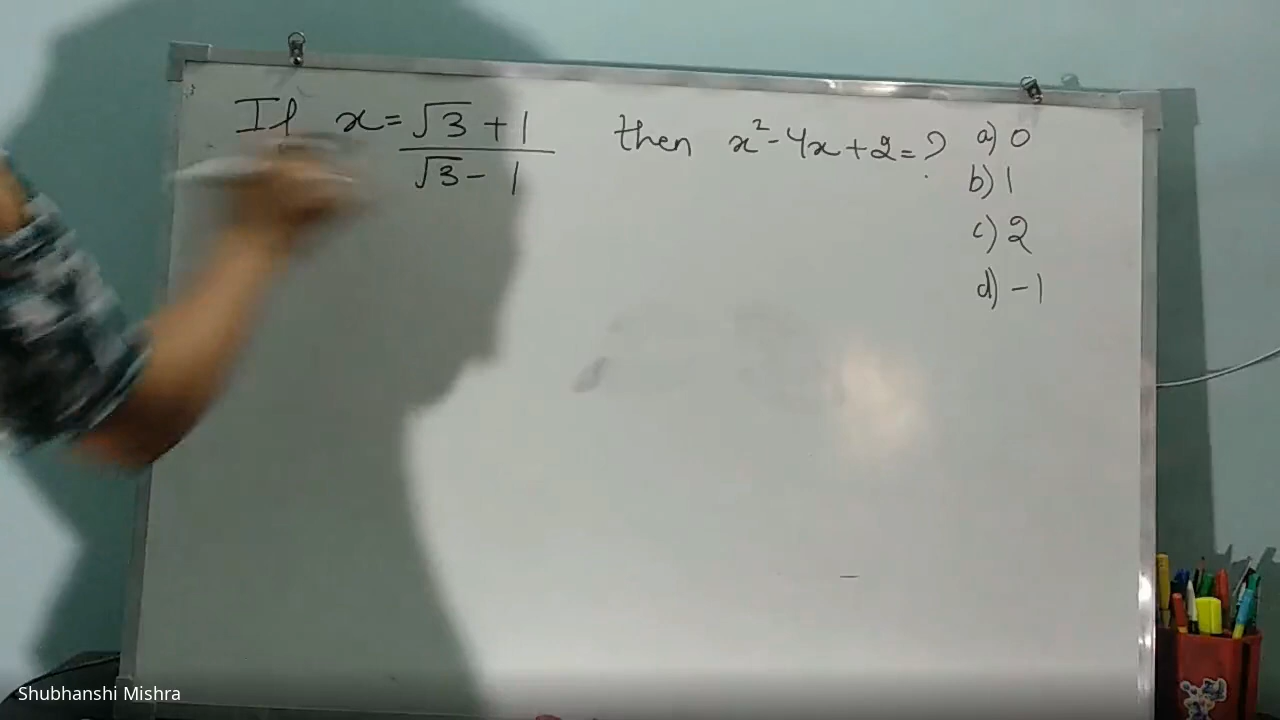 If x = √3 + 1 / √3 - 1 then x² - 4x + 2 = ? a) 0
b) 1
c) 2
d) -1
Shubhanshi Mishra